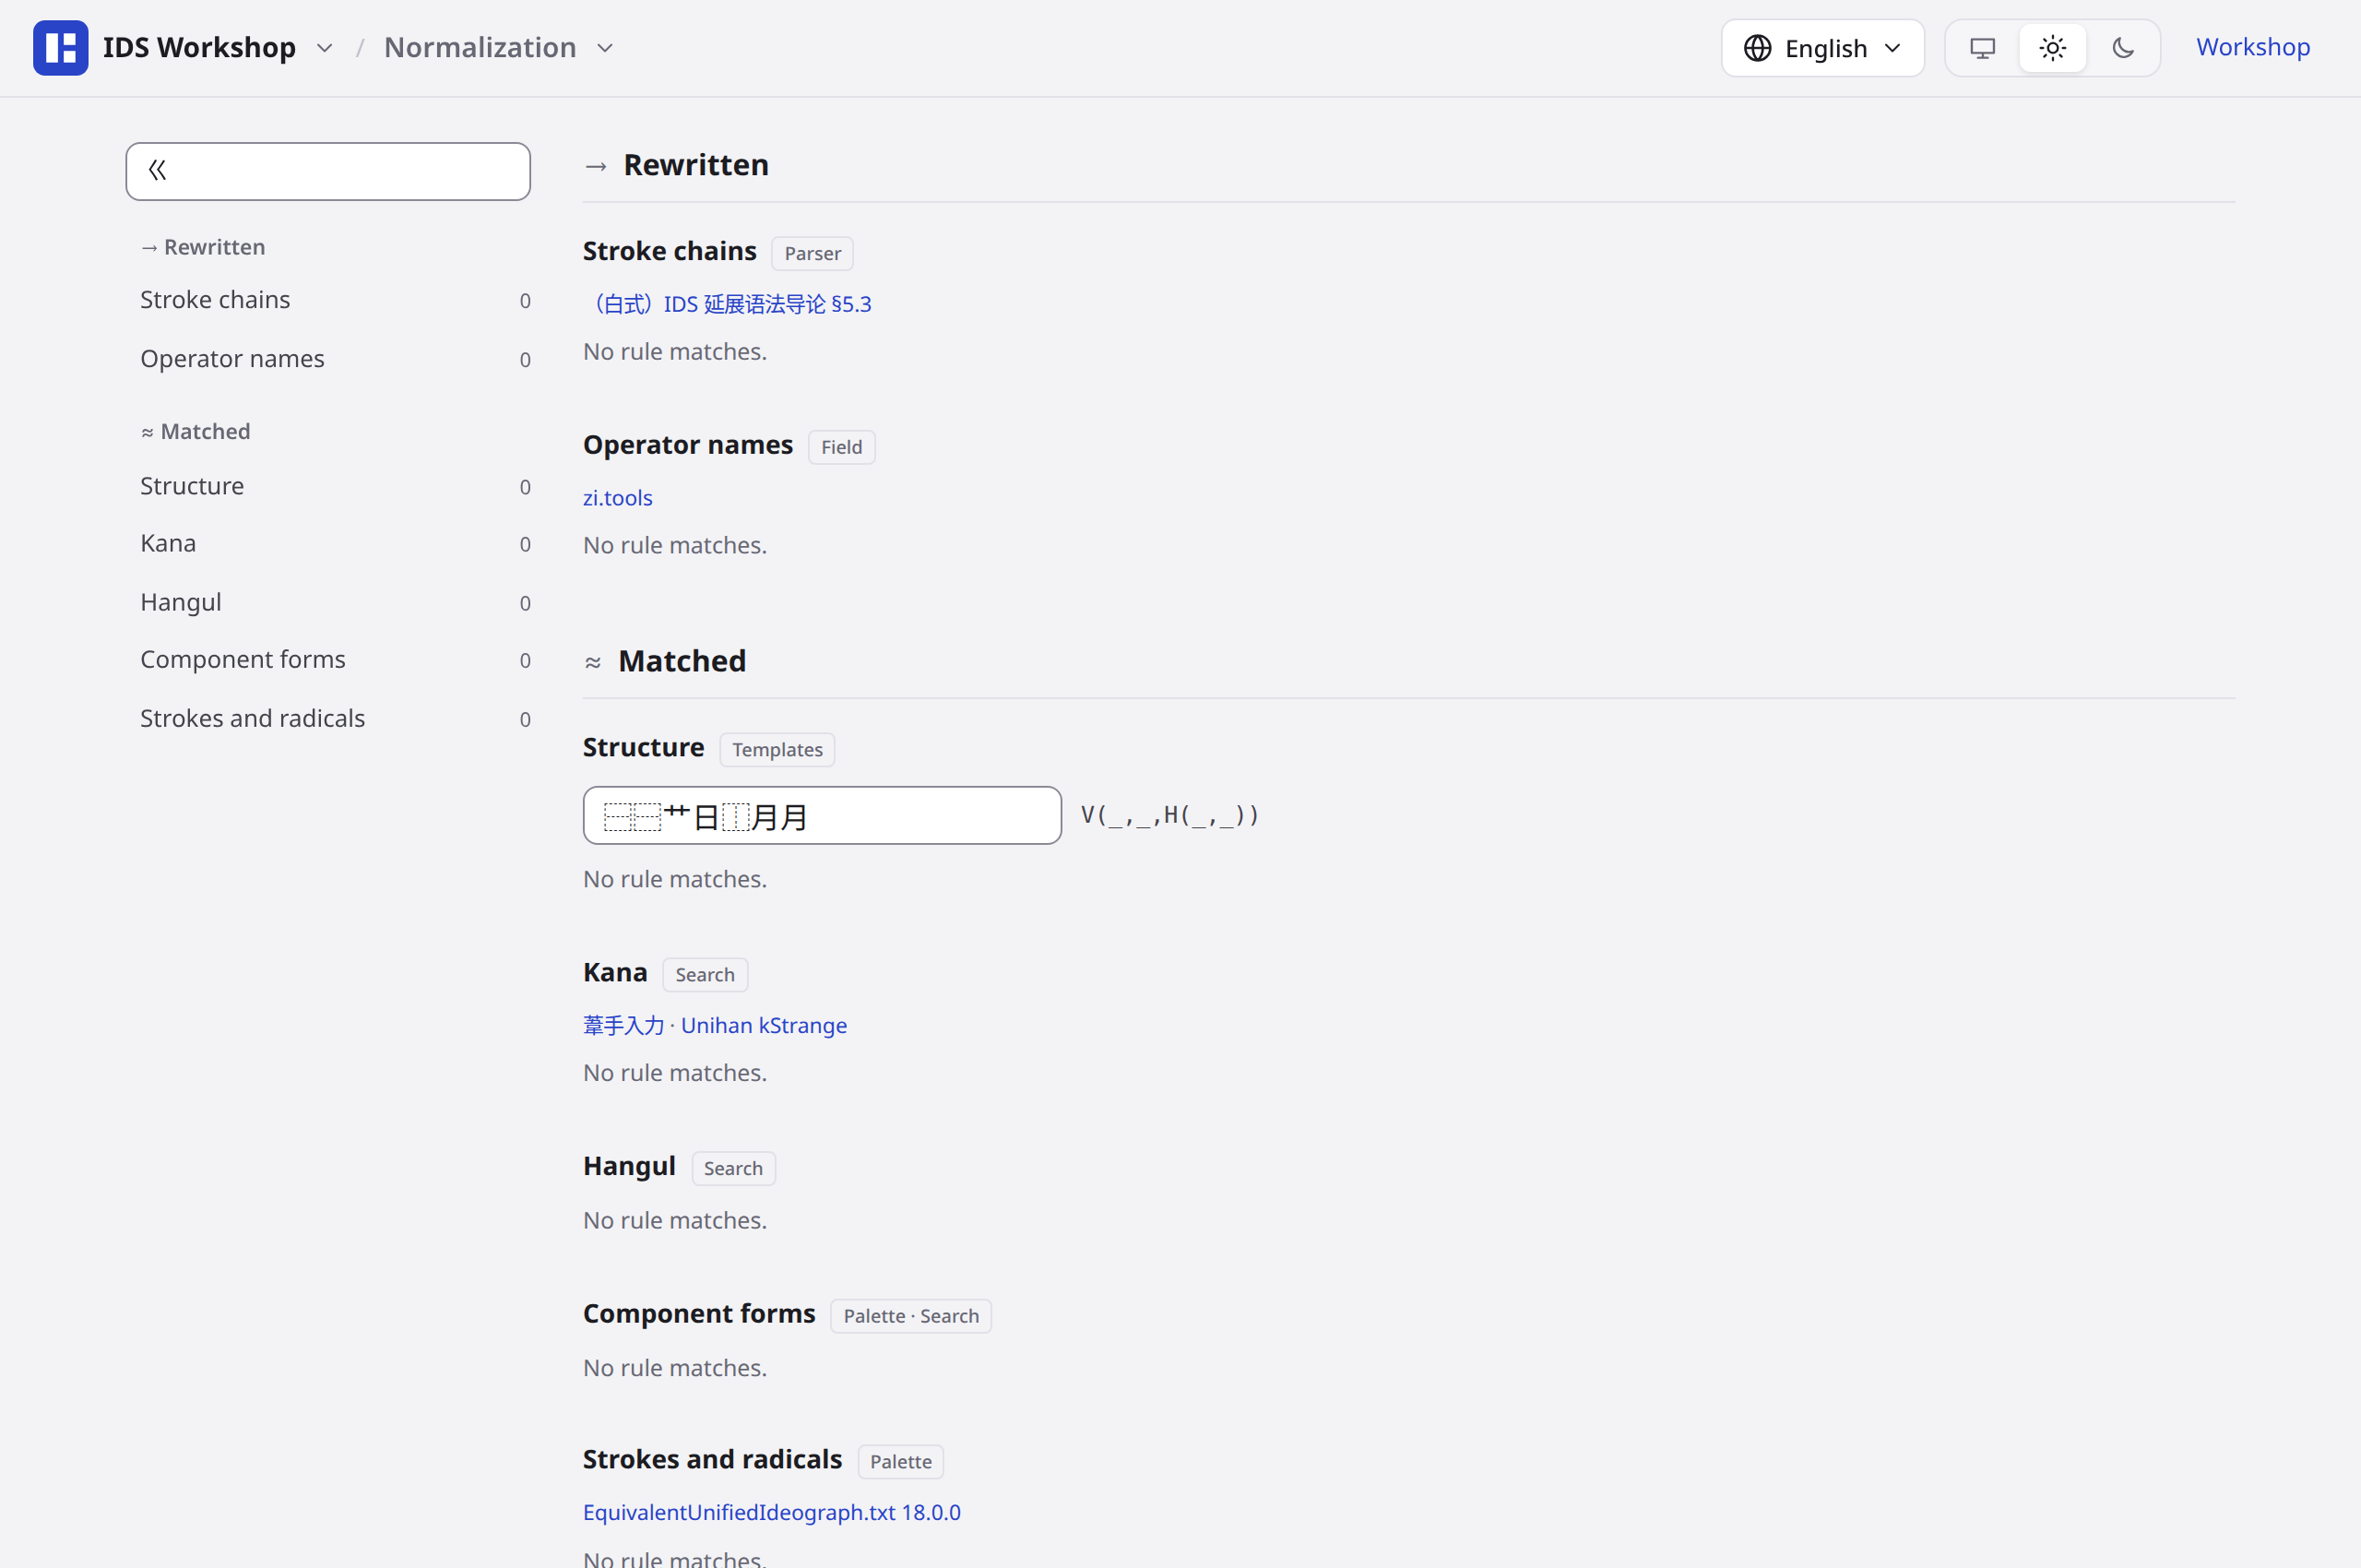 IDS Workshop / Normalization
English
Workshop
巜
→ Rewritten
Stroke chains 0
Operator names 0
≈ Matched
Structure 0
Kana 0
Hangul 0
Component forms 0
Strokes and radicals 0
→ Rewritten
Stroke chains Parser
（白式）IDS 延展语法导论 §5.3
No rule matches.
Operator names Field
zi.tools
No rule matches.
≈ Matched
Structure Templates
⿱⿱艹日⿰月月 V(_,_,H(_,_))
No rule matches.
Kana Search
葦手入力 · Unihan kStrange
No rule matches.
Hangul Search
No rule matches.
Component forms Palette · Search
No rule matches.
Strokes and radicals Palette
EquivalentUnifiedIdeograph.txt 18.0.0
No rule matches.